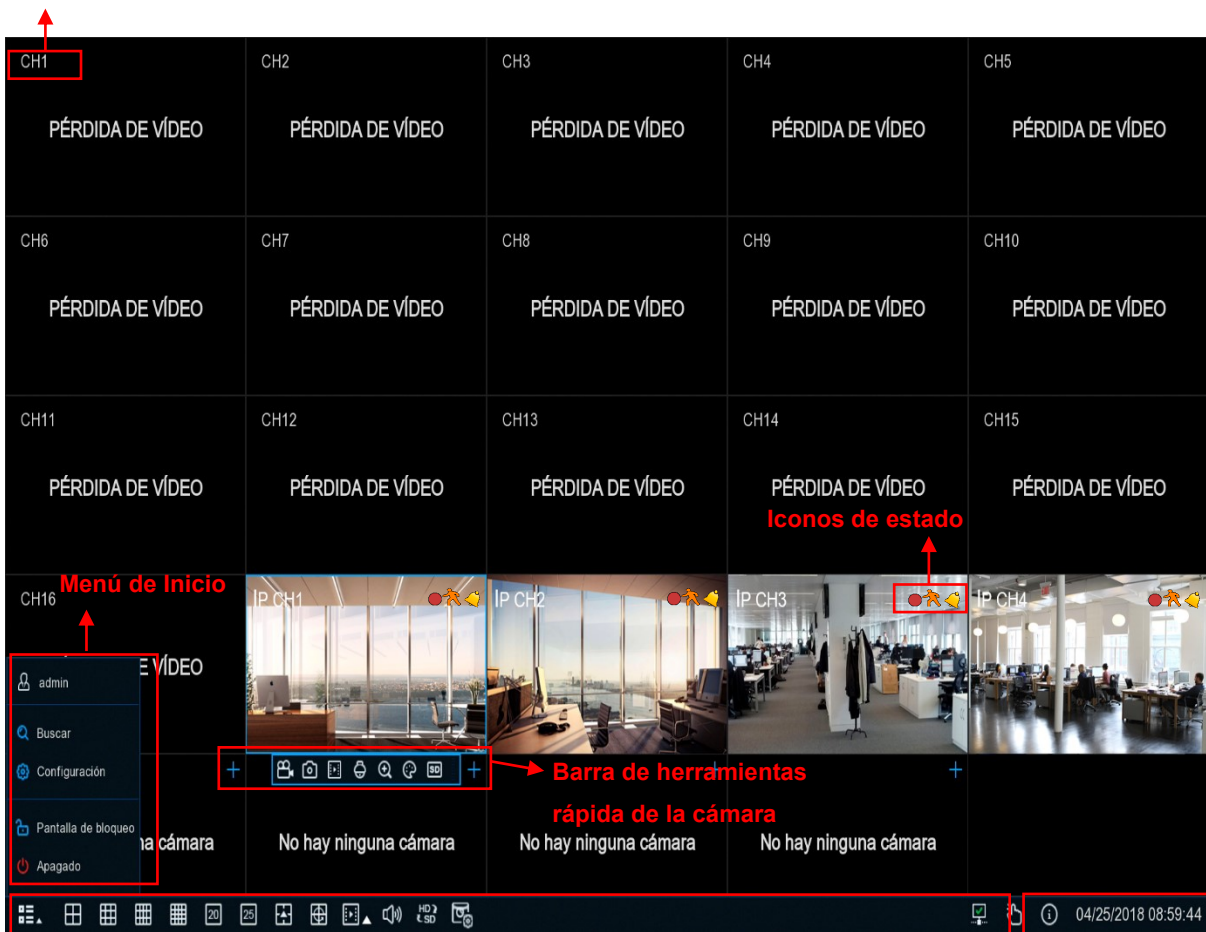 CH1
CH2
CH3
CH4
CH5
PÉRDIDA DE VÍDEO
PÉRDIDA DE VÍDEO
PÉRDIDA DE VÍDEO
PÉRDIDA DE VÍDEO
PÉRDIDA DE VÍDEO
CH6
CH7
CH8
CH9
CH10
PÉRDIDA DE VÍDEO
PÉRDIDA DE VÍDEO
PÉRDIDA DE VÍDEO
PÉRDIDA DE VÍDEO
PÉRDIDA DE VÍDEO
CH11
CH12
CH13
CH14
CH15
PÉRDIDA DE VÍDEO
PÉRDIDA DE VÍDEO
PÉRDIDA DE VÍDEO
PÉRDIDA DE VÍDEO
PÉRDIDA DE VÍDEO
Iconos de estado
Menú de Inicio
CH16
IP CH1
IP CH2
IP CH3
IP CH4
E VÍDEO
admin
Buscar
Configuración
Pantalla de bloqueo
Apagado
SD
Barra de herramientas
rápida de la cámara
na cámara
No hay ninguna cámara
No hay ninguna cámara
No hay ninguna cámara
20
25
HD
SD
04/25/2018 08:59:44